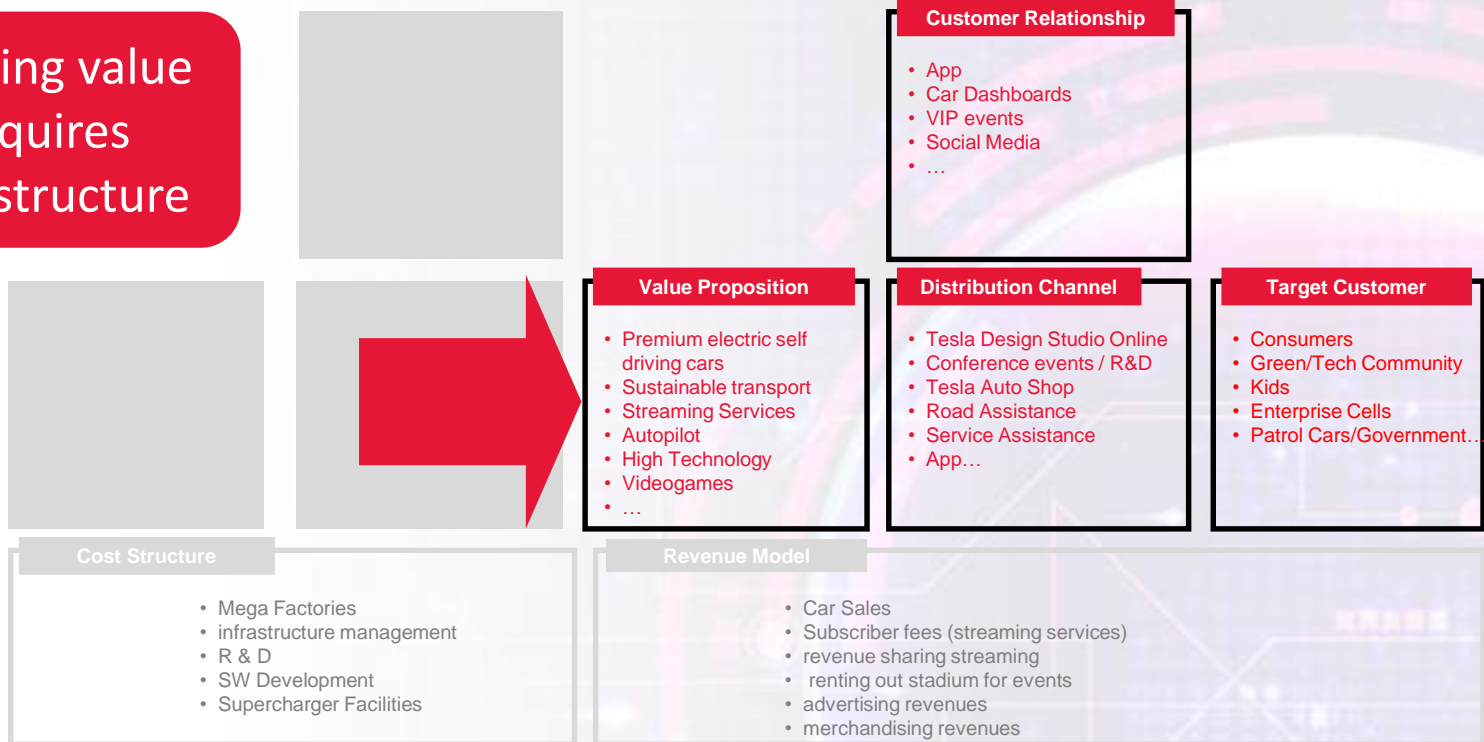 ing value
quires
structure
Customer Relationship
• App
• Car Dashboards
• VIP events
• Social Media
• …
Value Proposition
• Premium electric self
driving cars
• Sustainable transport
• Streaming Services
• Autopilot
• High Technology
• Videogames
• …
Distribution Channel
• Tesla Design Studio Online
• Conference events / R&D
• Tesla Auto Shop
• Road Assistance
• Service Assistance
• App…
Target Customer
• Consumers
• Green/Tech Community
• Kids
• Enterprise Cells
• Patrol Cars/Government…
Cost Structure
• Mega Factories
• infrastructure management
• R & D
• SW Development
• Supercharger Facilities
Revenue Model
• Car Sales
• Subscriber fees (streaming services)
• revenue sharing streaming
• renting out stadium for events
• advertising revenues
• merchandising revenues